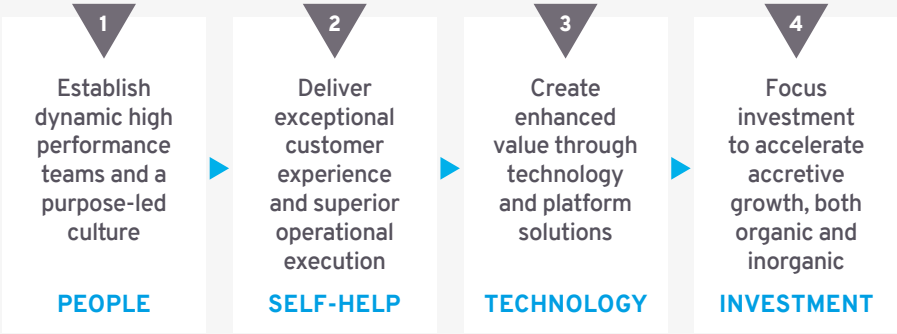 1
Establish
dynamic high
performance
teams and a
purpose-led
culture
PEOPLE
2
Deliver
exceptional
customer
experience
and superior
operational
execution
SELF-HELP
3
Create
enhanced
value through
technology
and platform
solutions
TECHNOLOGY
4
Focus
investment
to accelerate
accretive
growth, both
organic and
inorganic
INVESTMENT